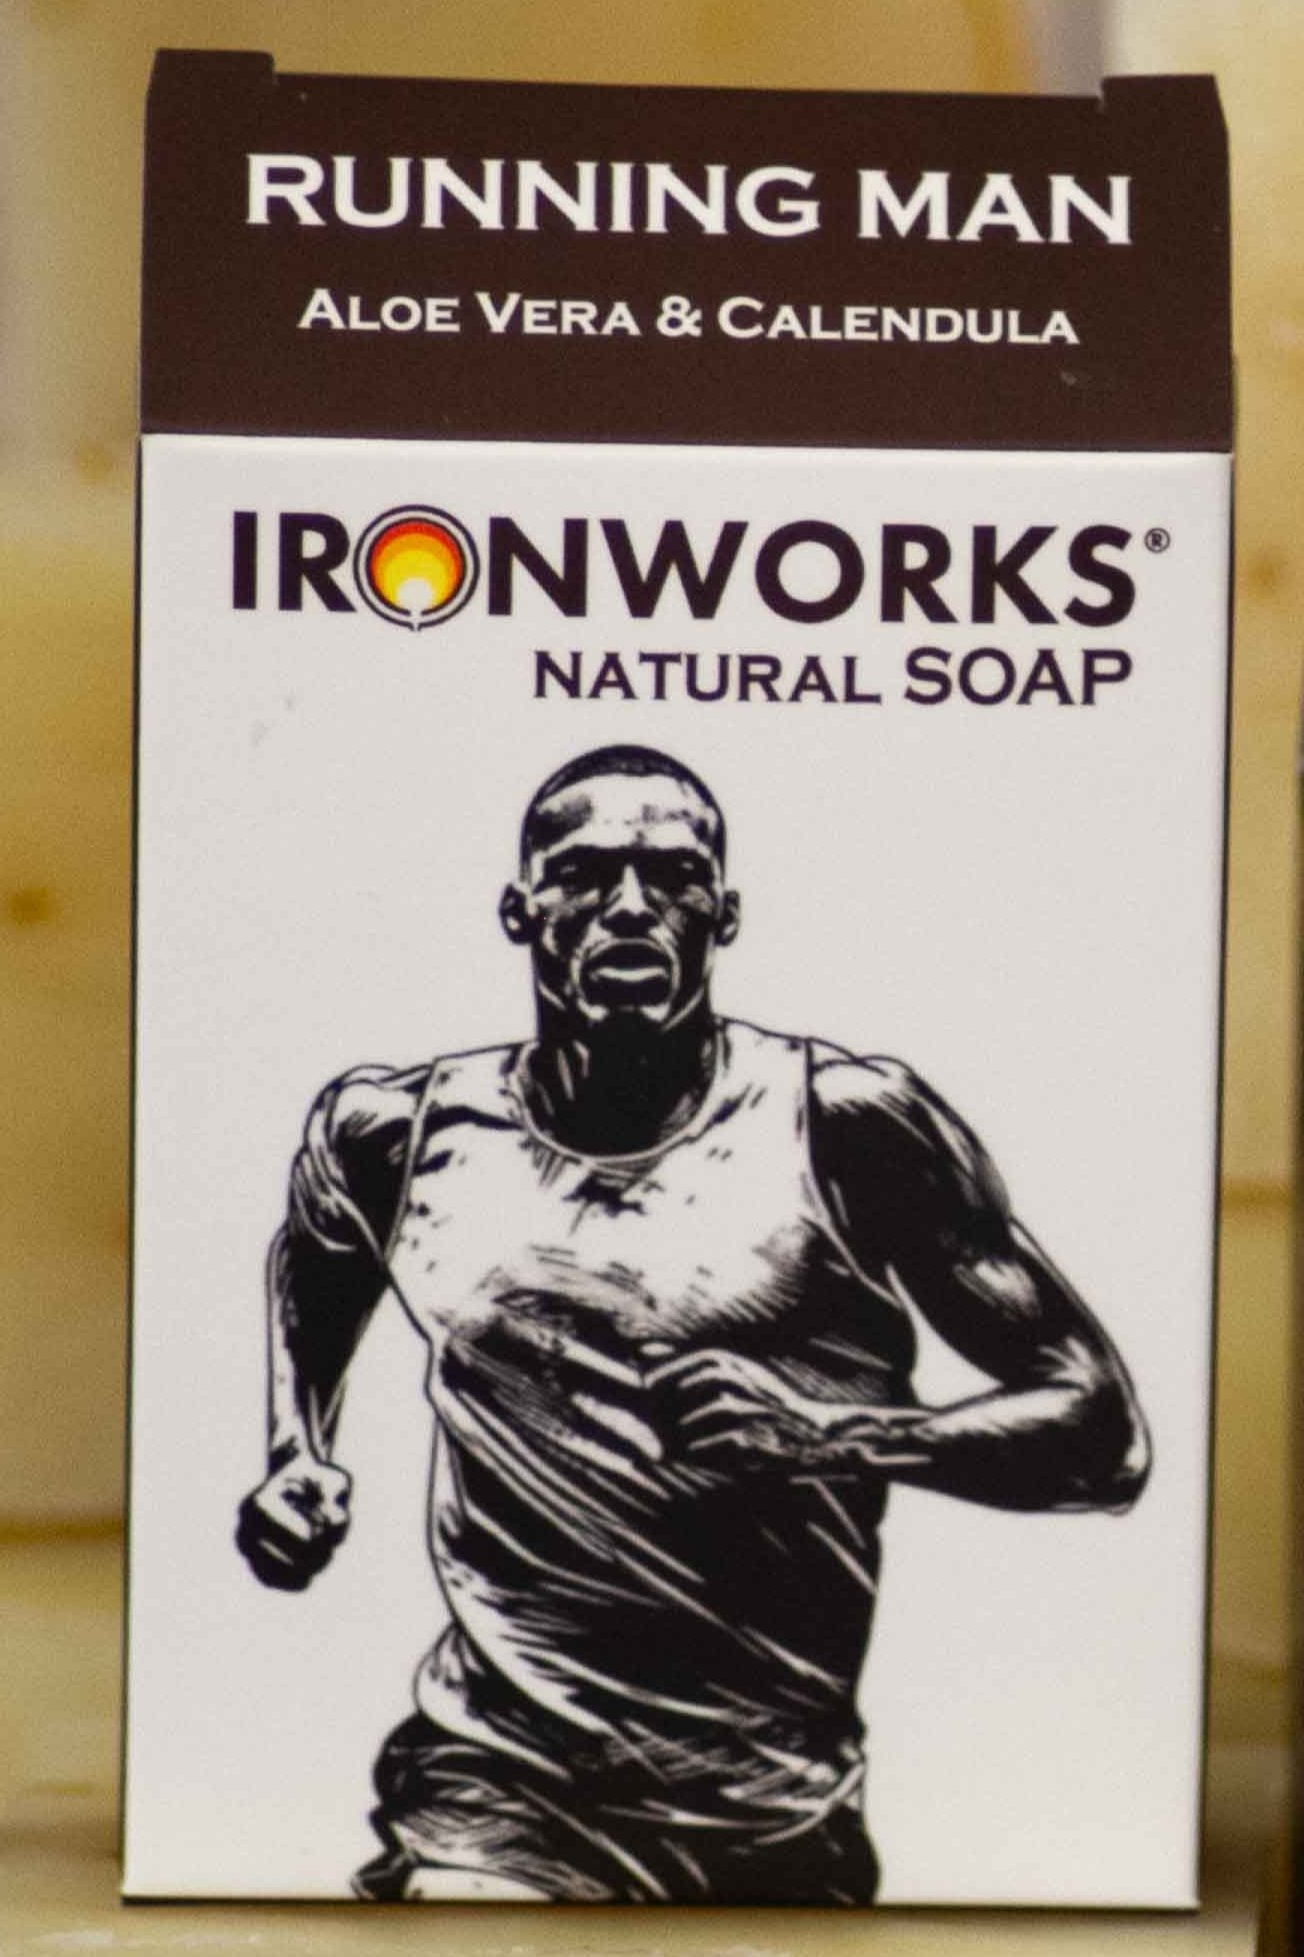 RUNNING MAN
ALOE VERA & CALENDULA
IRONWORKS®
NATURAL SOAP